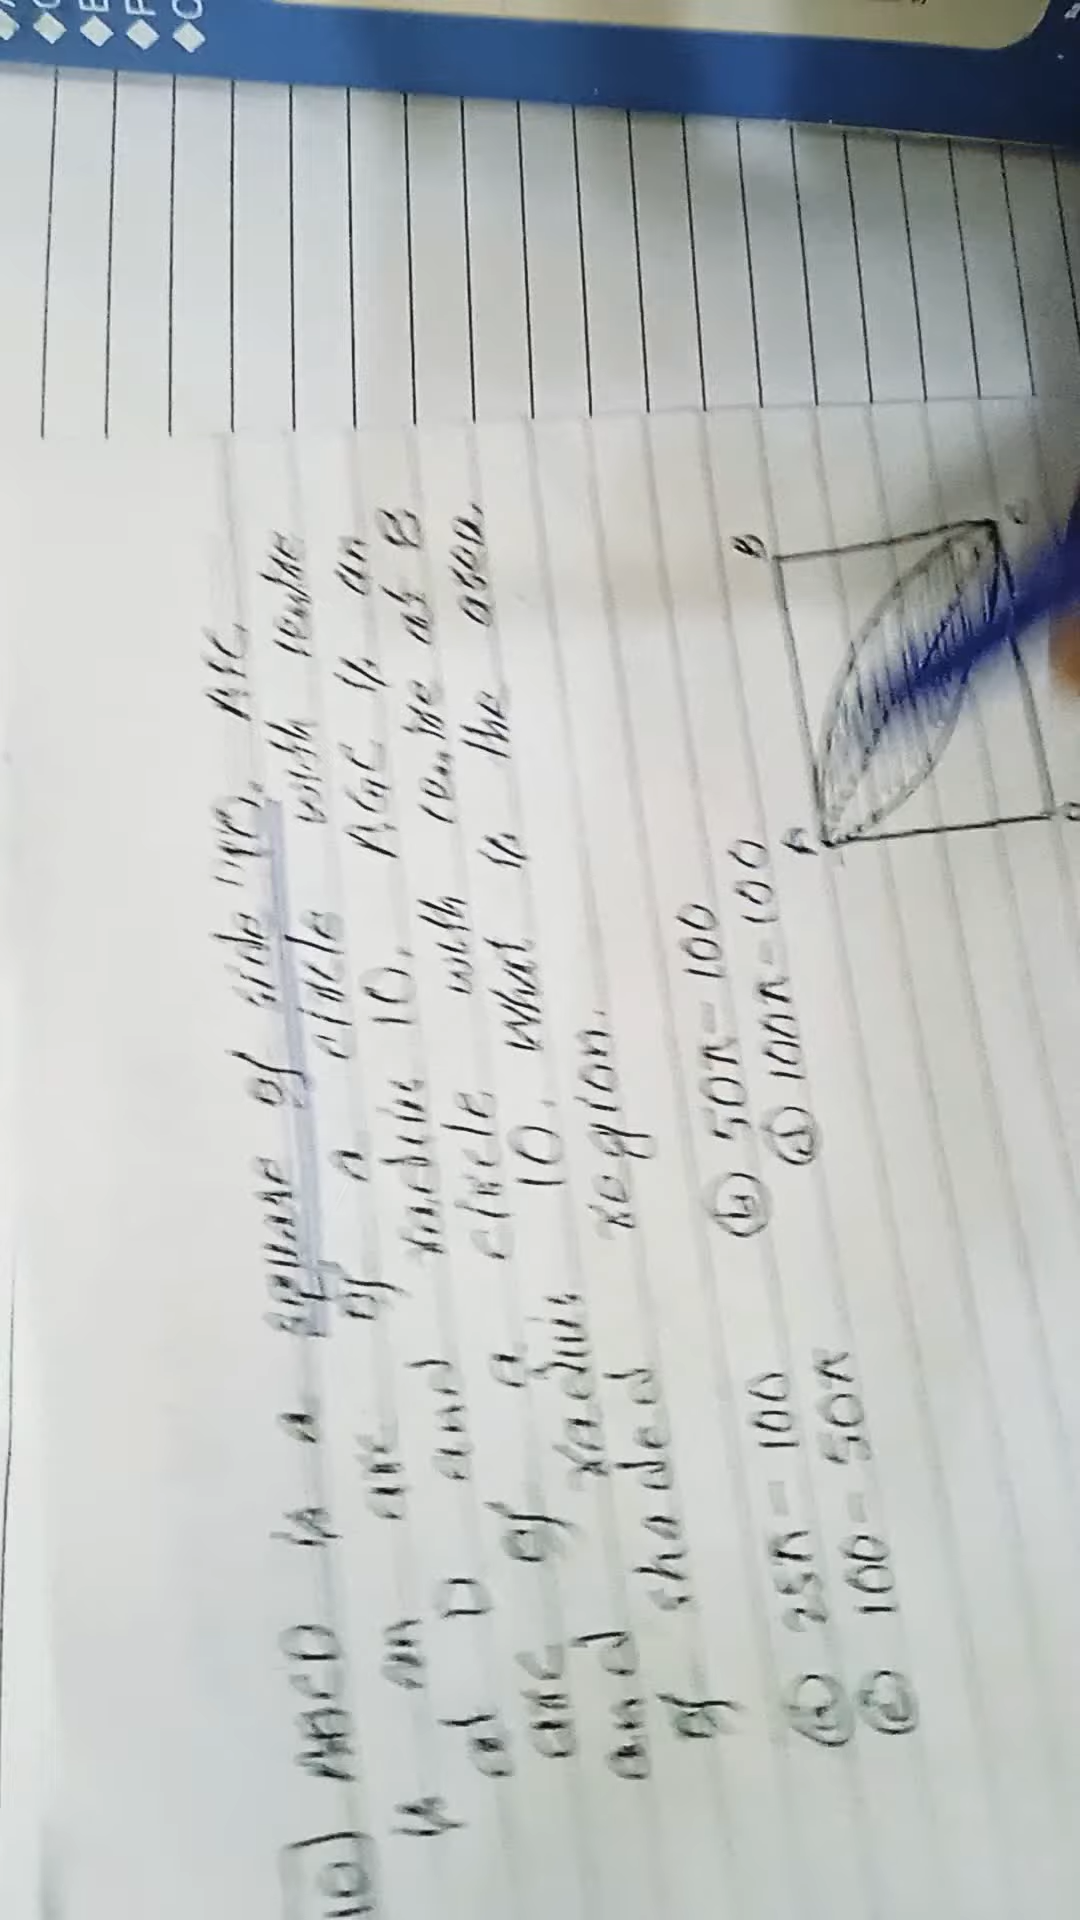 10) ABCD is a square of side "10". AFC
is an arc of a circle with centre
at D and radius 10. AGC is an
arc of a circle with centre at B
and radius 10. what is the area
of shaded region.
(a) 25π - 100 (b) 50π - 100
(c) 100 - 50π (d) 100π - 100
A
B
C